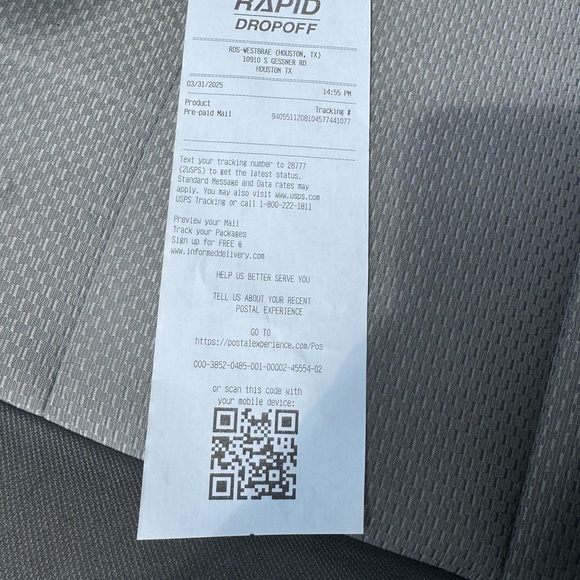 RAPID
DROPOFF
RDS-WESTBRAE (HOUSTON, TX)
10910 S GESSNER RD
HOUSTON TX
03/31/2025 14:55 PM
Product Tracking #
Pre-paid Mail 9405511208104577441077
Text your tracking number to 28777
(2USPS) to get the latest status.
Standard Message and Data rates may
apply. You may also visit www.usps.com
USPS Tracking or call 1-800-222-1811
Preview your Mail
Track your Packages
Sign up for FREE @
www.informeddelivery.com
HELP US BETTER SERVE YOU
TELL US ABOUT YOUR RECENT
POSTAL EXPERIENCE
GO TO
https://postalexperience.com/Pos
000-3852-0485-001-00002-45554-02
or scan this code with
your mobile device: